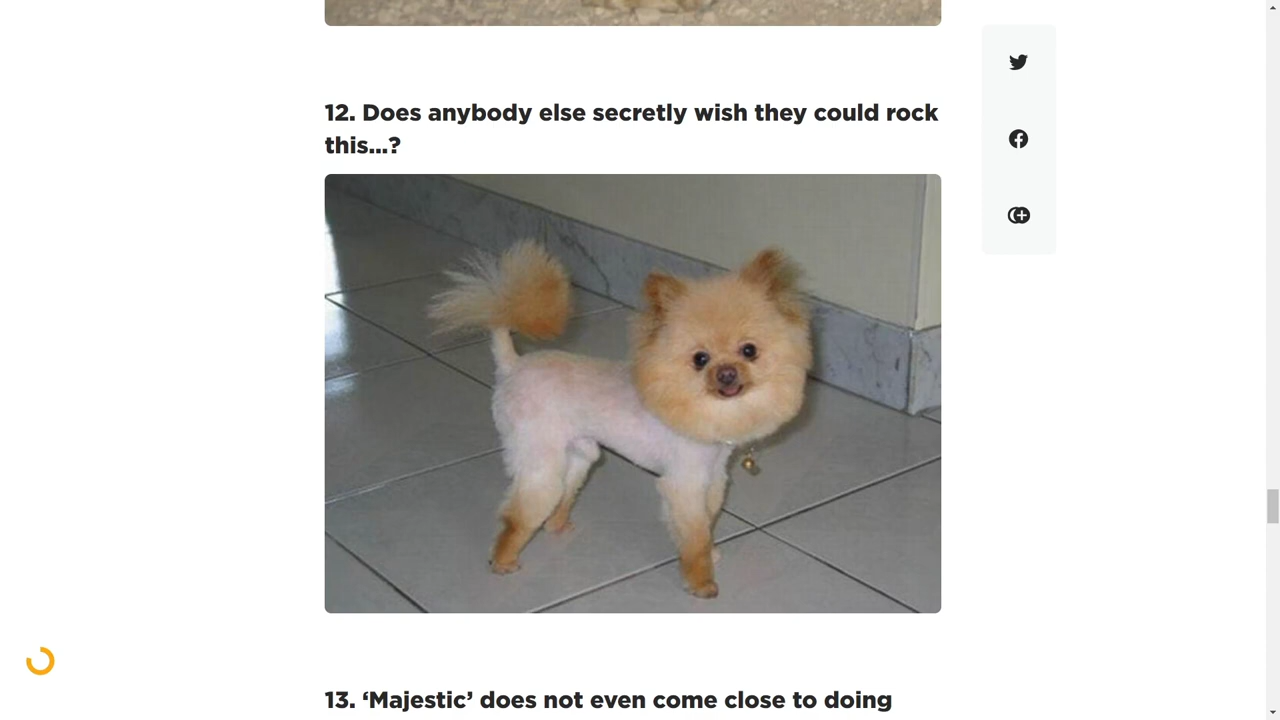 12. Does anybody else secretly wish they could rock
this...?
13. ‘Majestic’ does not even come close to doing